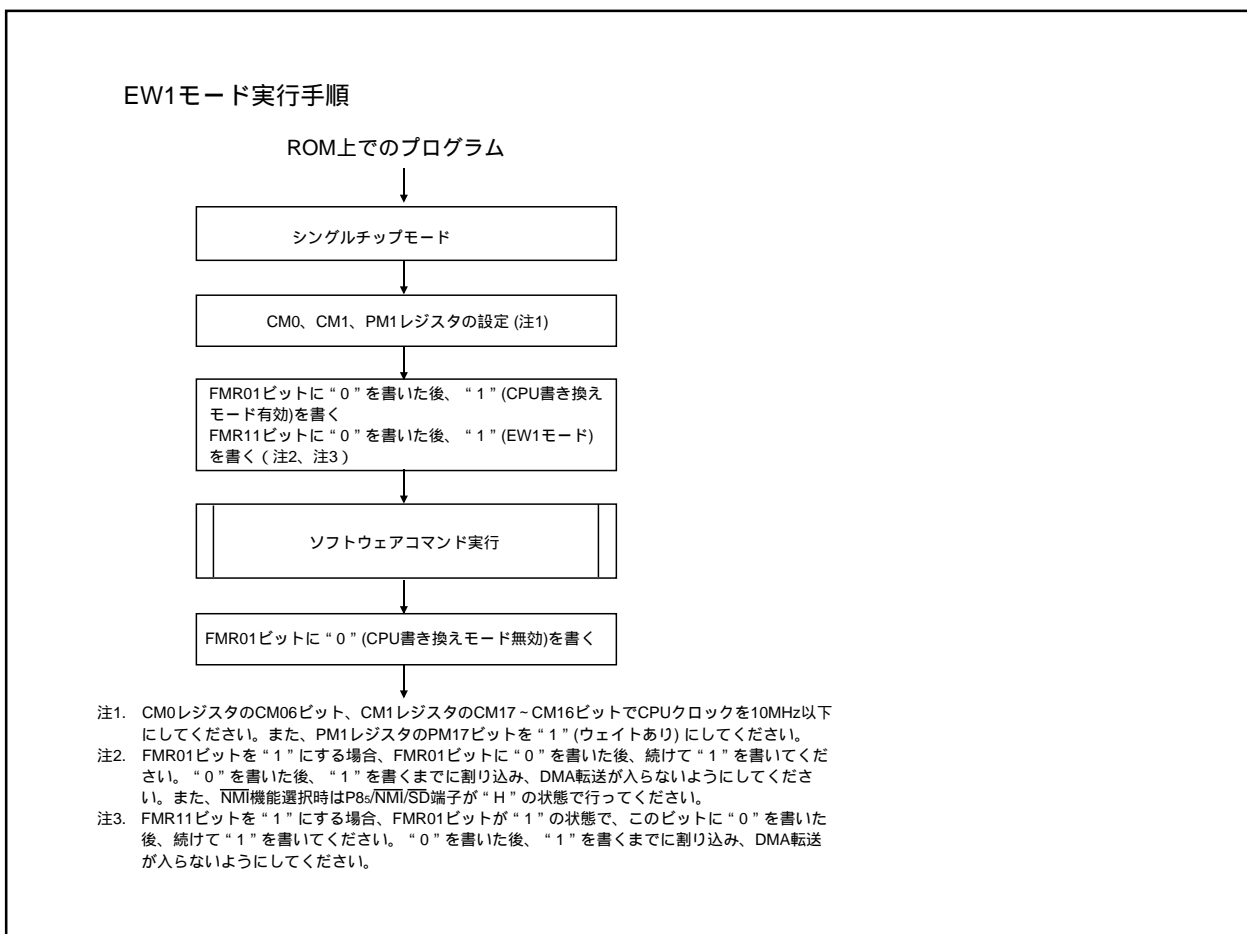 EW1モード実行手順
ROM上でのプログラム
シングルチップモード
CM0、CM1、PM1レジスタの設定 (注1)
FMR01ビットに“0”を書いた後、“1”(CPU書き換え
モード有効)を書く
FMR11ビットに“0”を書いた後、“1”(EW1モード)
を書く(注2、注3)
ソフトウェアコマンド実行
FMR01ビットに“0”(CPU書き換えモード無効)を書く
注1. CM0レジスタのCM06ビット、CM1レジスタのCM17~CM16ビットでCPUクロックを10MHz以下
にしてください。また、PM1レジスタのPM17ビットを“1”(ウェイトあり) にしてください。
注2. FMR01ビットを“1”にする場合、FMR01ビットに“0”を書いた後、続けて“1”を書いてくだ
さい。“0”を書いた後、“1”を書くまでに割り込み、DMA転送が入らないようにしてくださ
い。また、NMI機能選択時はP85/NMI/SD端子が“H”の状態で行ってください。
注3. FMR11ビットを“1”にする場合、FMR01ビットが“1”の状態で、このビットに“0”を書いた
後、続けて“1”を書いてください。“0”を書いた後、“1”を書くまでに割り込み、DMA転送
が入らないようにしてください。